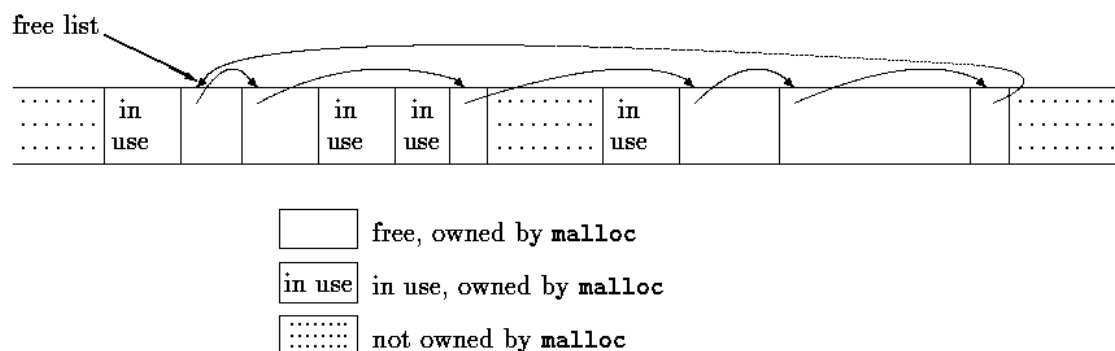 free list
in use
in use
in use
in use
free, owned by malloc
in use in use, owned by malloc
not owned by malloc